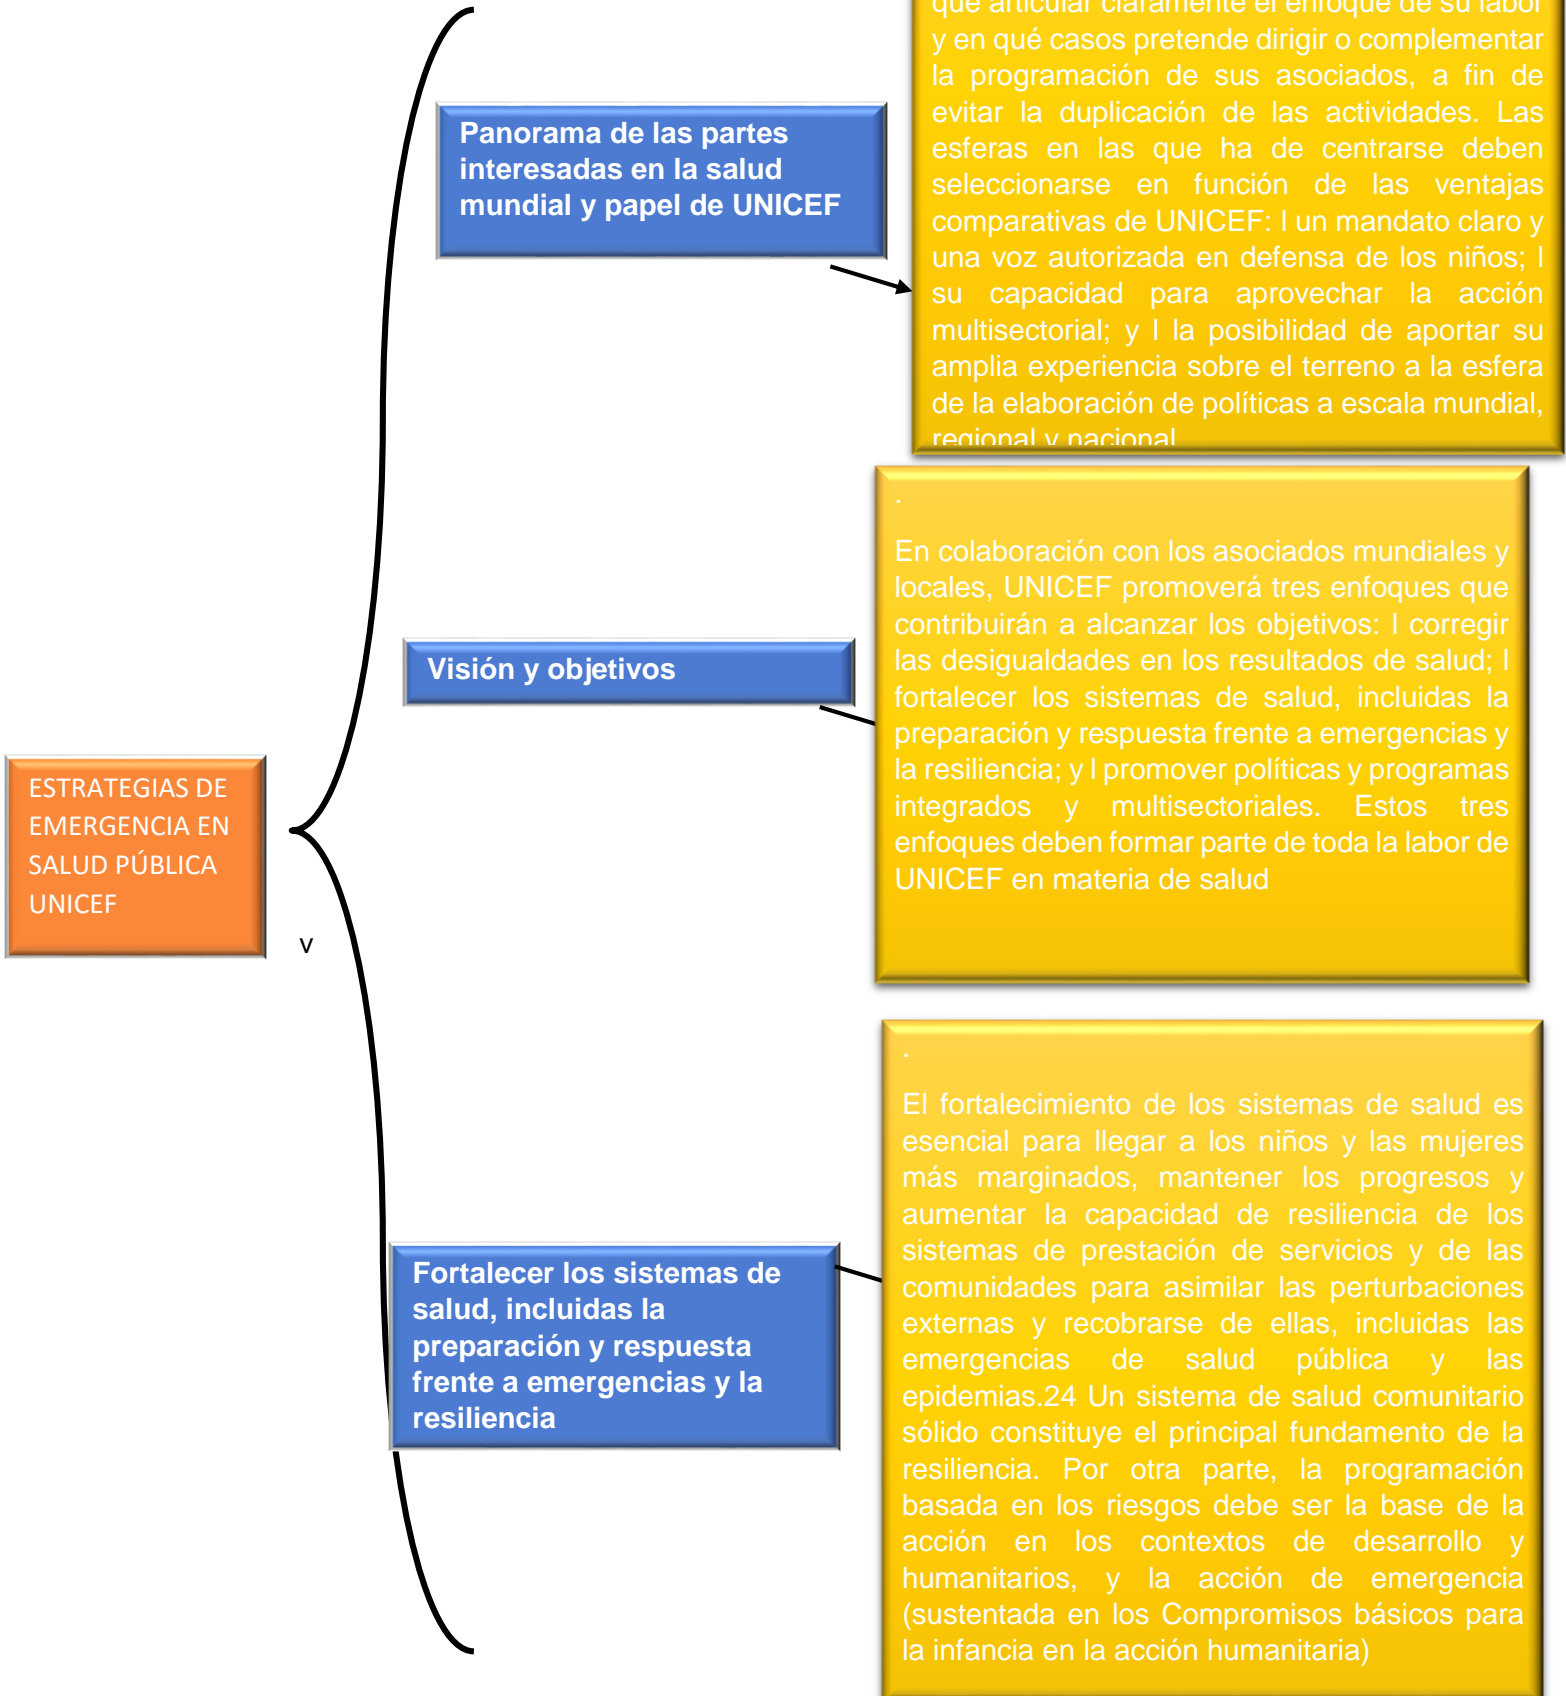 que articular claramente el enfoque de su labor
y en qué casos pretende dirigir o complementar
la programación de sus asociados, a fin de
evitar la duplicación de las actividades. Las
esferas en las que ha de centrarse deben
seleccionarse en función de las ventajas
comparativas de UNICEF: l un mandato claro y
una voz autorizada en defensa de los niños; l
su capacidad para aprovechar la acción
multisectorial; y l la posibilidad de aportar su
amplia experiencia sobre el terreno a la esfera
de la elaboración de políticas a escala mundial,
regional y nacional
Panorama de las partes
interesadas en la salud
mundial y papel de UNICEF
.
En colaboración con los asociados mundiales y
locales, UNICEF promoverá tres enfoques que
contribuirán a alcanzar los objetivos: l corregir
las desigualdades en los resultados de salud; l
fortalecer los sistemas de salud, incluidas la
preparación y respuesta frente a emergencias y
la resiliencia; y l promover políticas y programas
integrados y multisectoriales. Estos tres
enfoques deben formar parte de toda la labor de
UNICEF en materia de salud
Visión y objetivos
ESTRATEGIAS DE
EMERGENCIA EN
SALUD PÚBLICA
UNICEF
v
.
El fortalecimiento de los sistemas de salud es
esencial para llegar a los niños y las mujeres
más marginados, mantener los progresos y
aumentar la capacidad de resiliencia de los
sistemas de prestación de servicios y de las
comunidades para asimilar las perturbaciones
externas y recobrarse de ellas, incluidas las
emergencias de salud pública y las
epidemias.24 Un sistema de salud comunitario
sólido constituye el principal fundamento de la
resiliencia. Por otra parte, la programación
basada en los riesgos debe ser la base de la
acción en los contextos de desarrollo y
humanitarios, y la acción de emergencia
(sustentada en los Compromisos básicos para
la infancia en la acción humanitaria)
Fortalecer los sistemas de
salud, incluidas la
preparación y respuesta
frente a emergencias y la
resiliencia